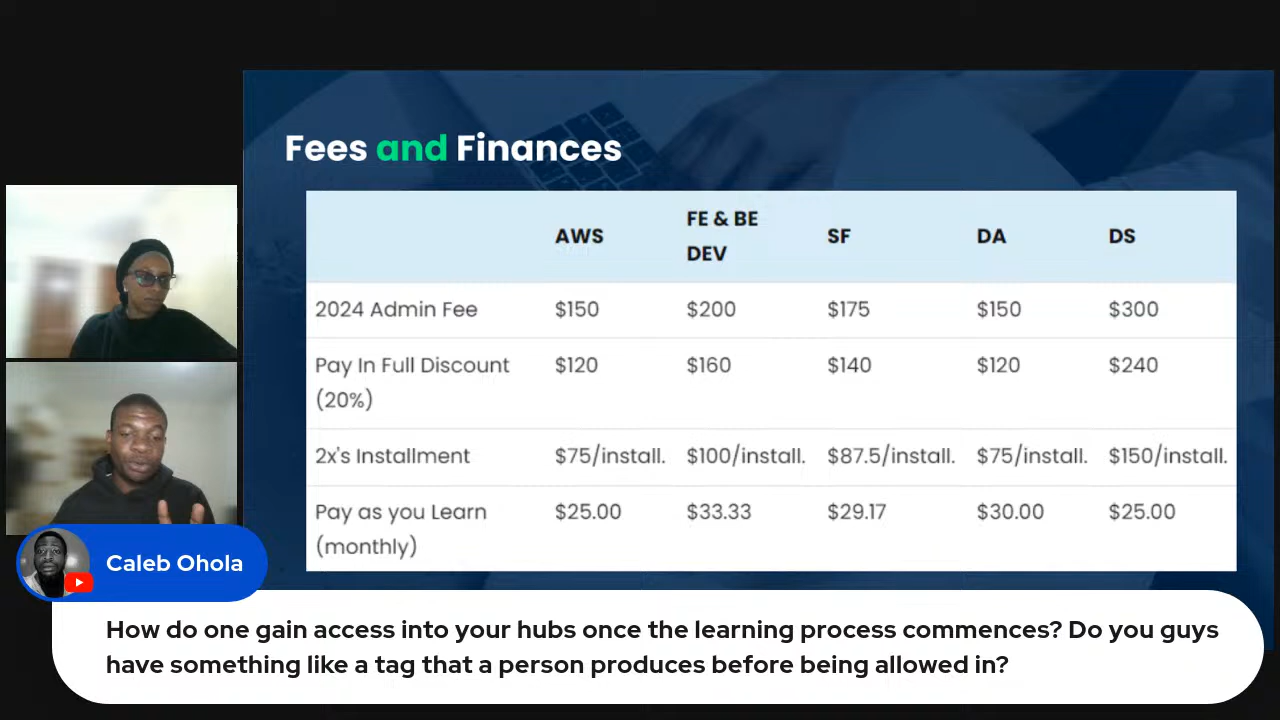 Fees and Finances
AWS
FE & BE
DEV
SF
DA
DS
2024 Admin Fee $150 $200 $175 $150 $300
Pay In Full Discount
(20%)
$120 $160 $140 $120 $240
2x's Installment $75/install. $100/install. $87.5/install. $75/install. $150/install.
Pay as you Learn
(monthly)
$25.00 $33.33 $29.17 $30.00 $25.00
Caleb Ohola
How do one gain access into your hubs once the learning process commences? Do you guys
have something like a tag that a person produces before being allowed in?